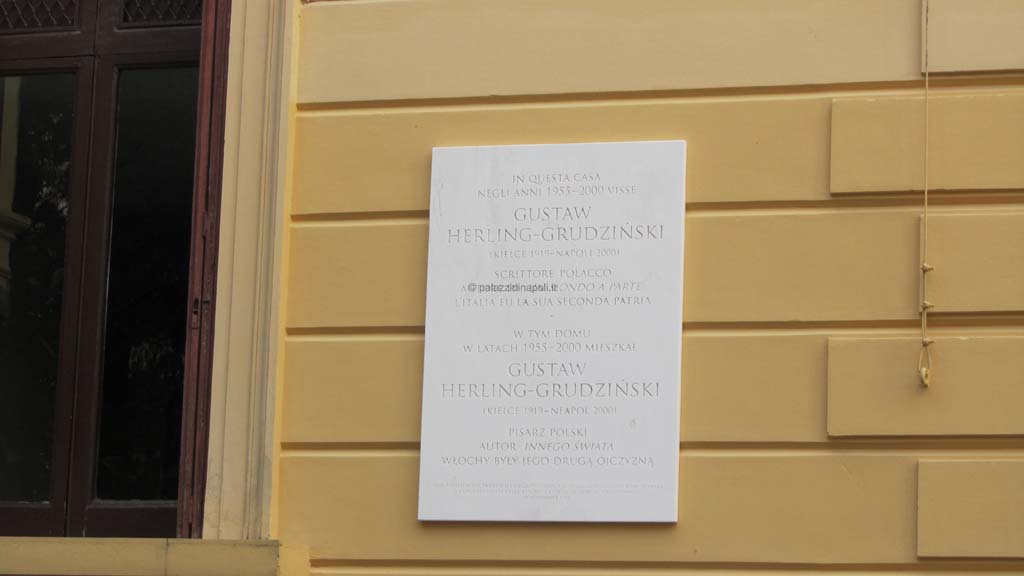 IN QUESTA CASA
NEGLI ANNI 1955–2000 VISSE
GUSTAW
HERLING-GRUDZIŃSKI
(KIELCE 1919–NAPOLI 2000)
SCRITTORE POLACCO
MONDO A PARTE
© palazzidinapoli.it
L'ITALIA FU LA SUA SECONDA PATRIA
W TYM DOMU
W LATACH 1955–2000 MIESZKAŁ
GUSTAW
HERLING-GRUDZIŃSKI
(KIELCE 1919–NEAPOL 2000)
PISARZ POLSKI
AUTOR INNEGO ŚWIATA
WŁOCHY BYŁY JEGO DRUGĄ OJCZYZNĄ